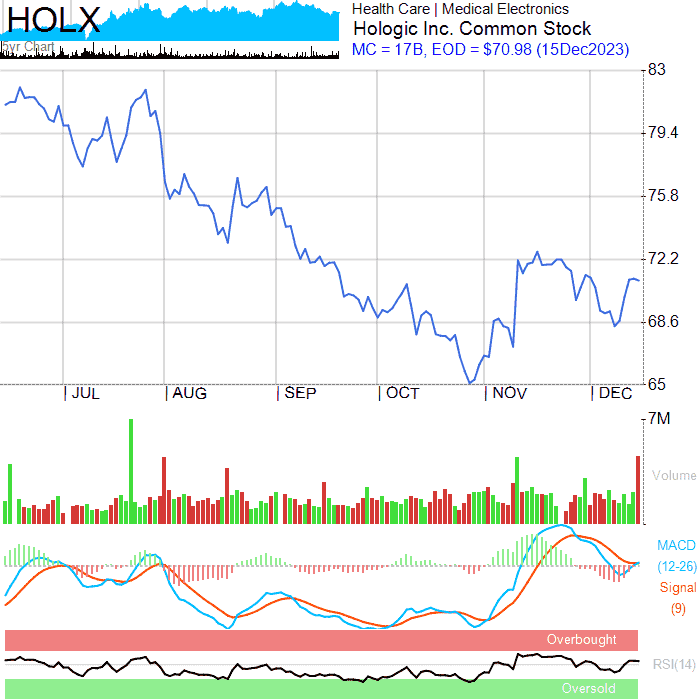 HOLX
5yr Chart
Health Care | Medical Electronics
Hologic Inc. Common Stock
MC = 17B, EOD = $70.98 (15Dec2023)
83
79.4
75.8
72.2
68.6
65
| JUL | AUG | SEP | OCT | NOV | DEC
7M
Volume
MACD
(12-26)
Signal
(9)
Overbought
RSI(14)
Oversold